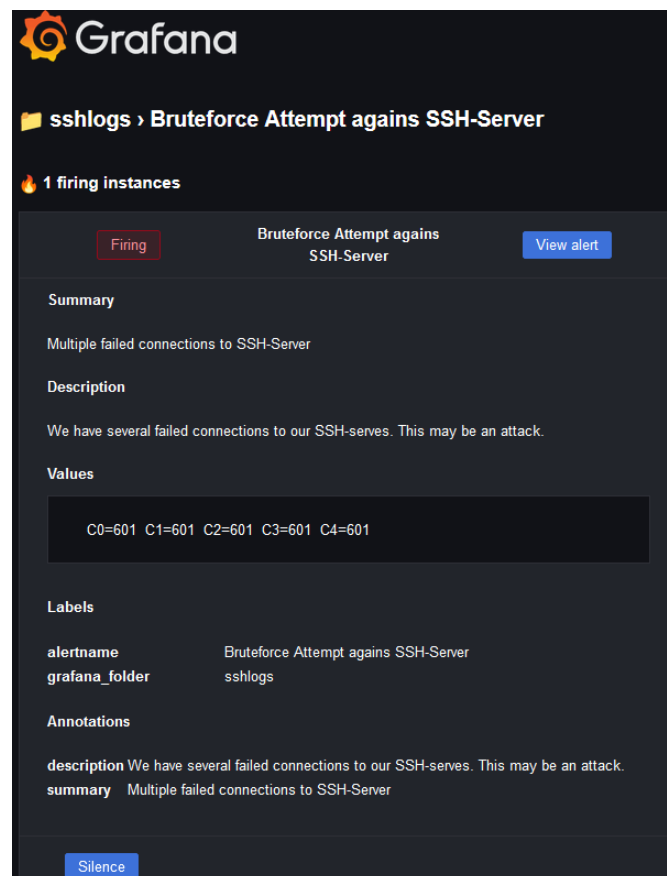 Grafana
sshlogs › Bruteforce Attempt agains SSH-Server
1 firing instances
Firing
Bruteforce Attempt agains
SSH-Server
View alert
Summary
Multiple failed connections to SSH-Server
Description
We have several failed connections to our SSH-serves. This may be an attack.
Values
C0=601 C1=601 C2=601 C3=601 C4=601
Labels
alertname Bruteforce Attempt agains SSH-Server
grafana_folder sshlogs
Annotations
description We have several failed connections to our SSH-serves. This may be an attack.
summary Multiple failed connections to SSH-Server
Silence